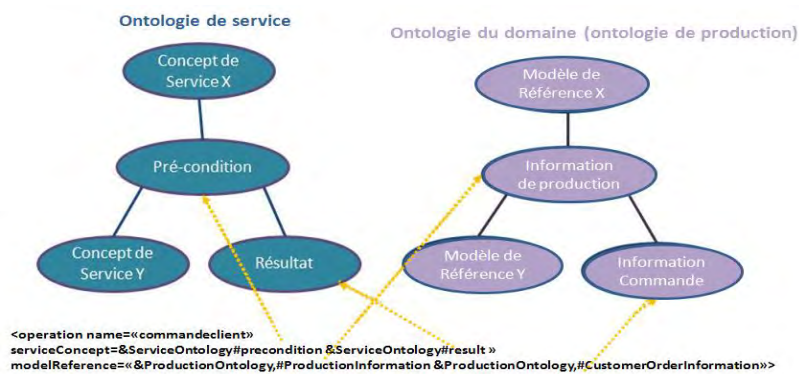 Ontologie de service
Ontologie du domaine (ontologie de production)
Concept de
Service X
Modèle de
Référence X
Pré-condition
Information
de production
Concept de
Service Y
Résultat
Modèle de
Référence Y
Information
Commande
<operation name=«commandeclient»
serviceConcept=&ServiceOntology#precondition &ServiceOntology#result »
modelReference=«&ProductionOntology,#ProductionInformation &ProductionOntology,#CustomerOrderInformation»>